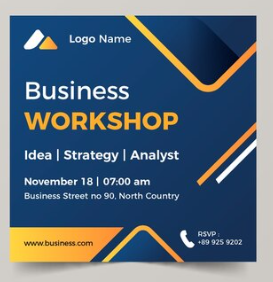 Logo Name
Business
WORKSHOP
Idea | Strategy | Analyst
November 18 | 07:00 am
Business Street no 90, North Country
www.business.com
RSVP :
+89 925 9202